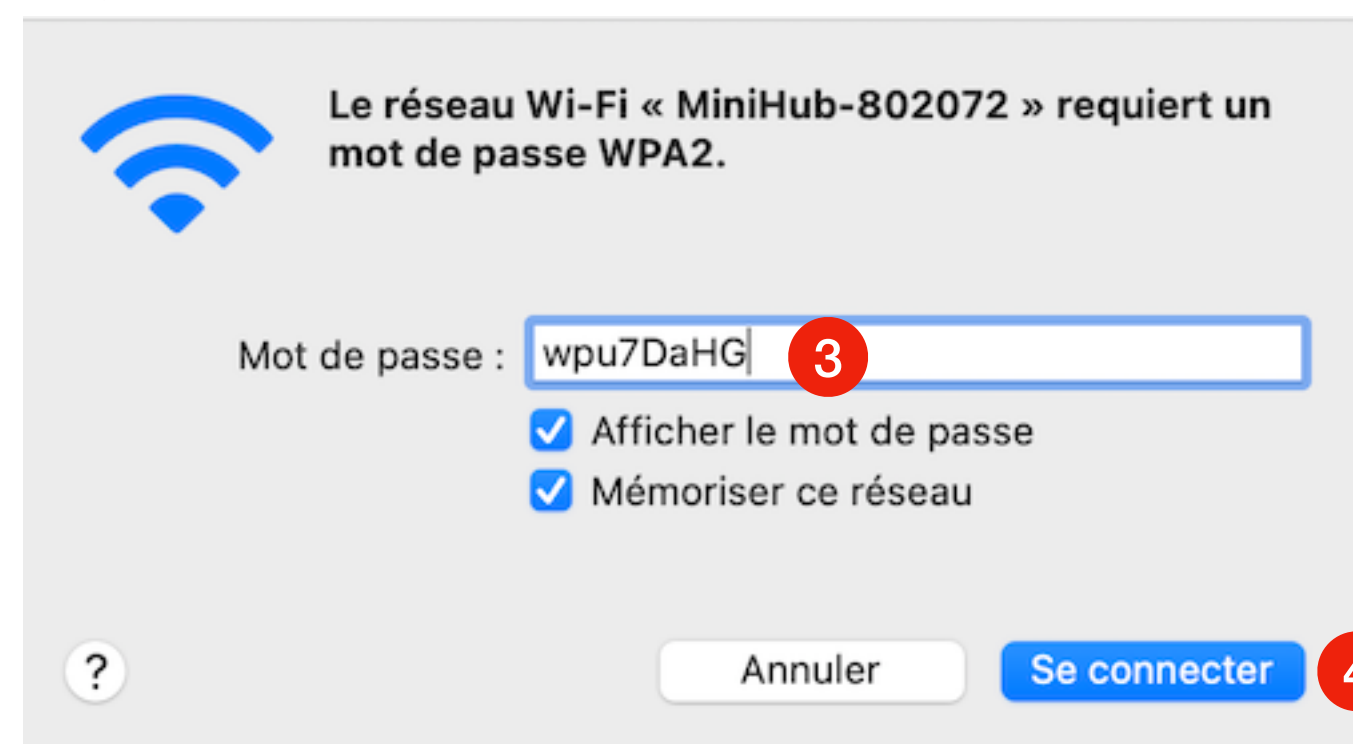 Le réseau Wi-Fi « MiniHub-802072 » requiert un
mot de passe WPA2.
Mot de passe : wpu7DaHG 3
Afficher le mot de passe
Mémoriser ce réseau
? Annuler Se connecter 4